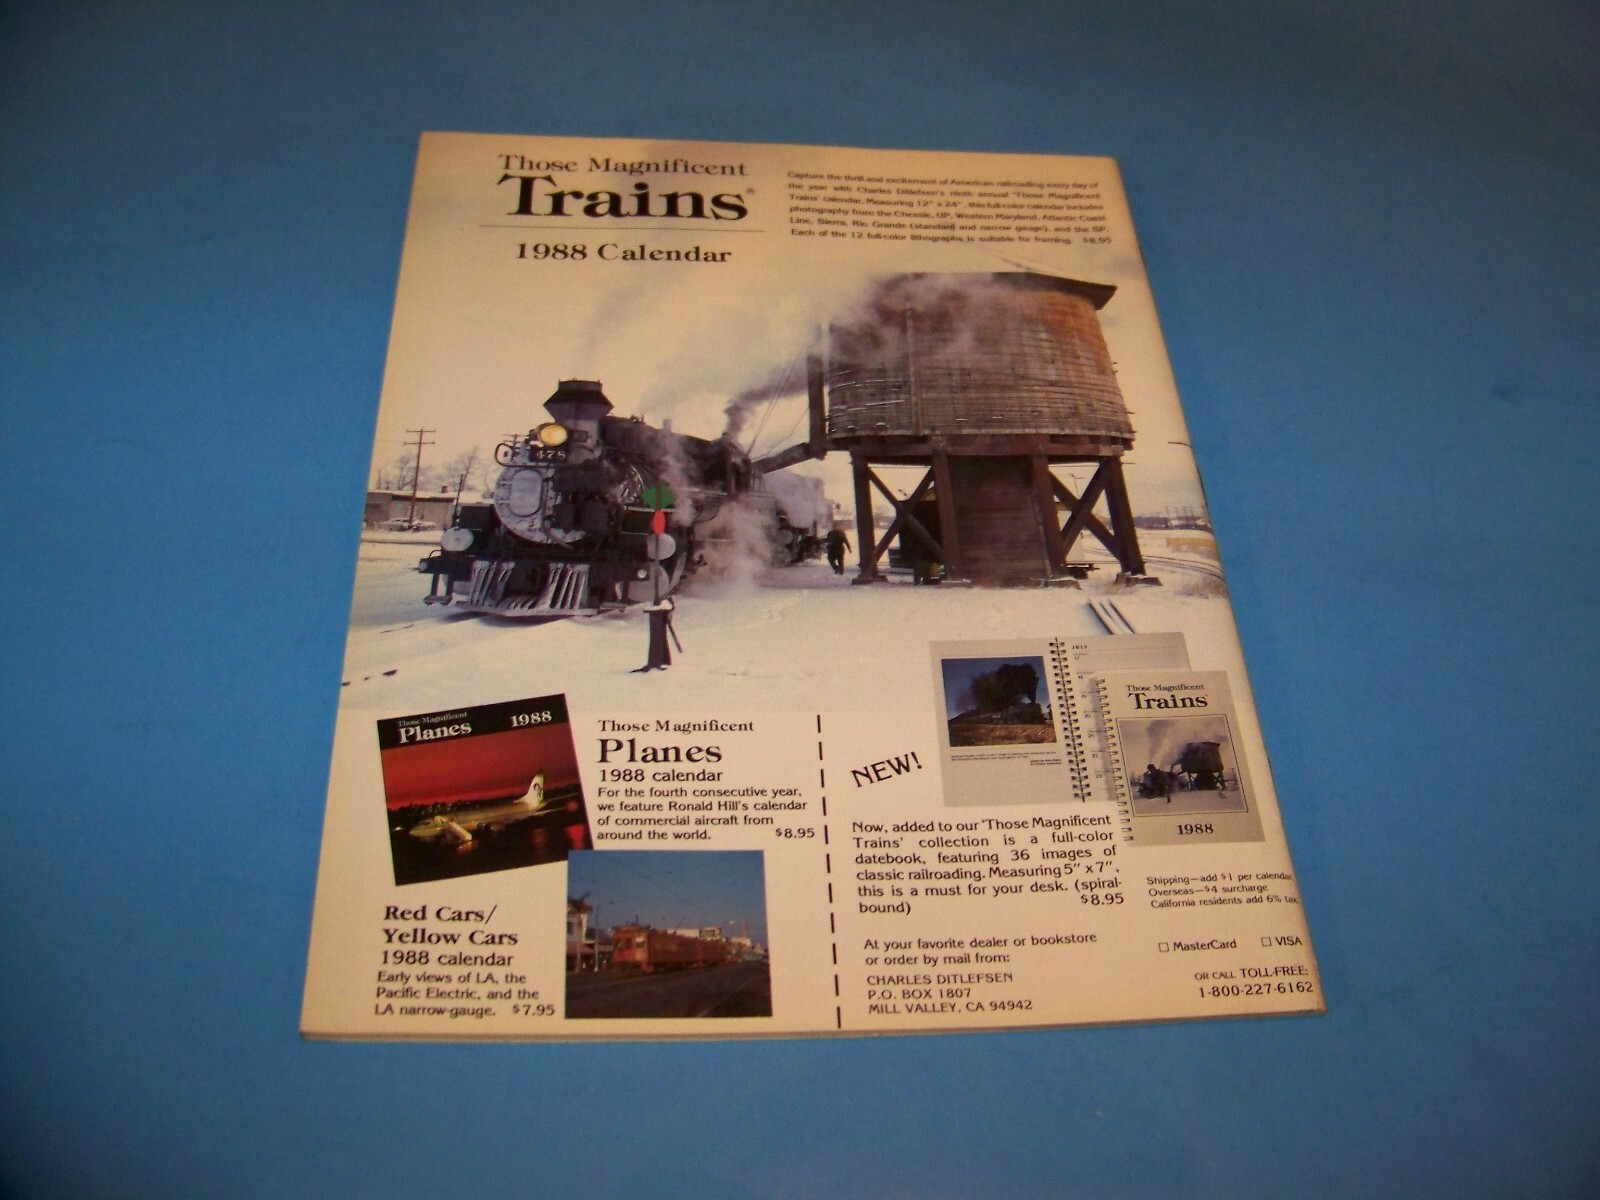 Those Magnificent
Trains®
1988 Calendar
Capture the thrill and excitement of American railroading every day of
the year with Charles Ditlefsen's ninth annual 'Those Magnificent
Trains' calendar. Measuring 12" x 24", this full-color calendar includes
photography from the Chessie, UP, Western Maryland, Atlantic Coast
Line, Sierra, Rio Grande (standard and narrow gauge), and the SP.
Each of the 12 full-color lithographs is suitable for framing. $8.95
478
Those Magnificent
Planes
1988
Those Magnificent
Planes
1988 calendar
For the fourth consecutive year,
we feature Ronald Hill's calendar
of commercial aircraft from
around the world. $8.95
Red Cars/
Yellow Cars
1988 calendar
Early views of LA, the
Pacific Electric, and the
LA narrow-gauge. $7.95
NEW!
Those Magnificent
Trains
1988
Now, added to our 'Those Magnificent
Trains' collection is a full-color
datebook, featuring 36 images of
classic railroading. Measuring 5" x 7",
this is a must for your desk. (spiral-
bound) $8.95
Shipping—add $1 per calendar.
Overseas—$4 surcharge
California residents add 6% tax.
At your favorite dealer or bookstore
or order by mail from:
CHARLES DITLEFSEN
P.O. BOX 1807
MILL VALLEY, CA 94942
☐ MasterCard ☐ VISA
OR CALL TOLL-FREE:
1-800-227-6162